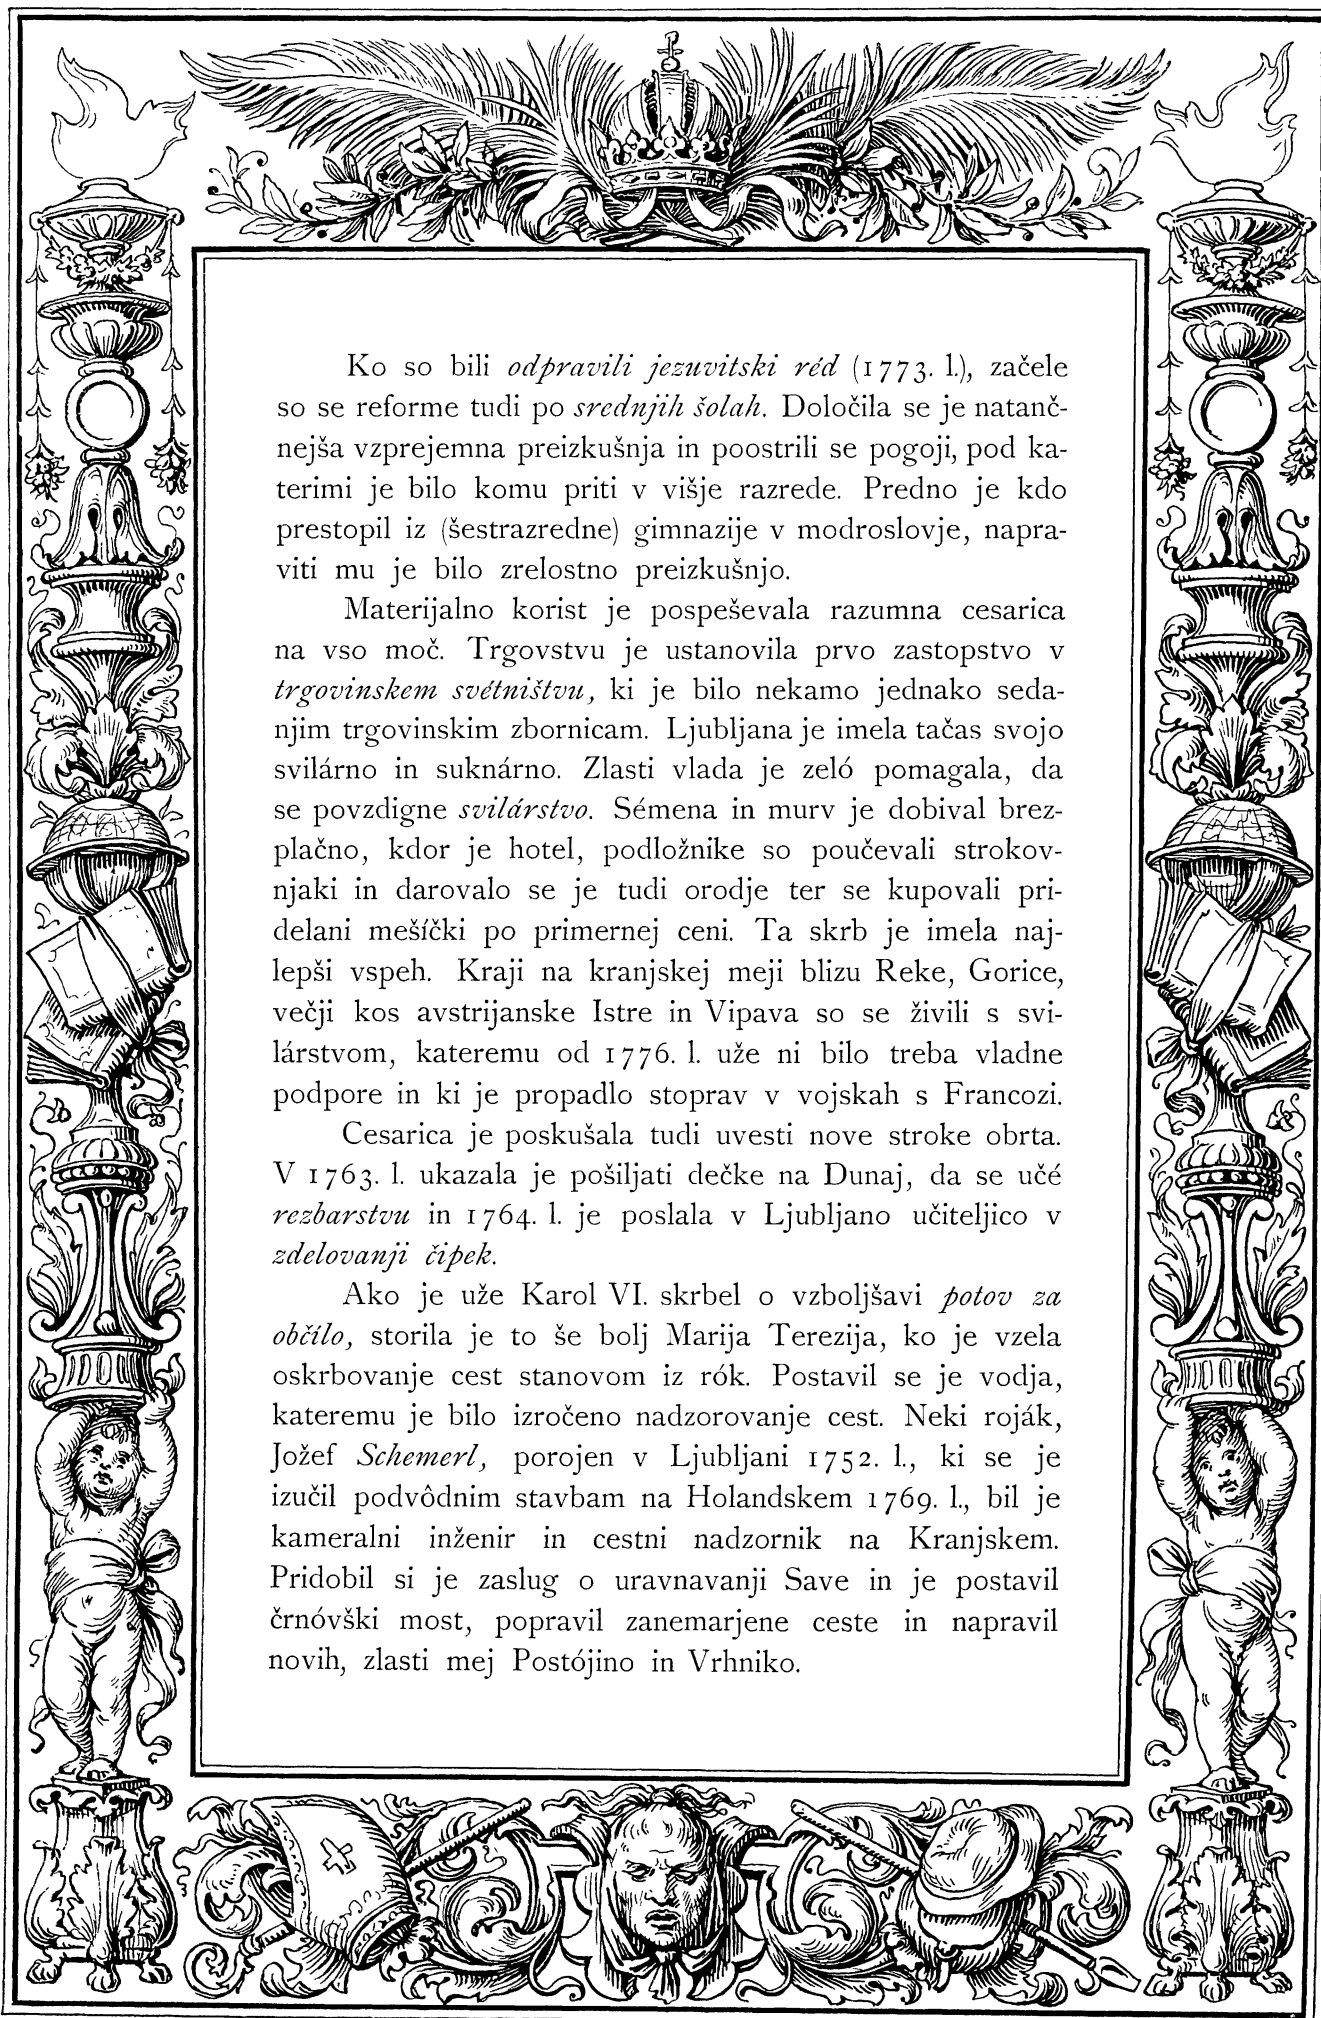 Ko so bili odpravili jezuvitski réd (1773. l.), začele
so se reforme tudi po srednjih šolah. Določila se je natanč-
nejša vzprejemna preizkušnja in poostrili se pogoji, pod ka-
terimi je bilo komu priti v višje razrede. Predno je kdo
prestopil iz (šestrazredne) gimnazije v modroslovje, napra-
viti mu je bilo zrelostno preizkušnjo.
Materijalno korist je pospeševala razumna cesarica
na vso moč. Trgovstvu je ustanovila prvo zastopstvo v
trgovinskem svétništvu, ki je bilo nekamo jednako seda-
njim trgovinskim zbornicam. Ljubljana je imela tačas svojo
svilárno in suknárno. Zlasti vlada je zeló pomagala, da
se povzdigne svilárstvo. Sémena in murv je dobival brez-
plačno, kdor je hotel, podložnike so poučevali strokov-
njaki in darovalo se je tudi orodje ter se kupovali pri-
delani mešíčki po primernej ceni. Ta skrb je imela naj-
lepši vspeh. Kraji na kranjskej meji blizu Reke, Gorice,
večji kos avstrijanske Istre in Vipava so se živili s svi-
lárstvom, kateremu od 1776. l. uže ni bilo treba vladne
podpore in ki je propadlo stoprav v vojskah s Francozi.
Cesarica je poskušala tudi uvesti nove stroke obrta.
V 1763. l. ukazala je pošiljati dečke na Dunaj, da se učé
rezbarstvu in 1764. l. je poslala v Ljubljano učiteljico v
zdelovanji čipek.
Ako je uže Karol VI. skrbel o vzboljšavi potov za
občílo, storila je to še bolj Marija Terezija, ko je vzela
oskrbovanje cest stanovom iz rók. Postavil se je vodja,
kateremu je bilo izročeno nadzorovanje cest. Neki roják,
Jožef Schemerl, porojen v Ljubljani 1752. l., ki se je
izučil podvôdnim stavbam na Holandskem 1769. l., bil je
kameralni inženir in cestni nadzornik na Kranjskem.
Pridobil si je zaslug o uravnavanji Save in je postavil
črnóvški most, popravil zanemarjene ceste in napravil
novih, zlasti mej Postójino in Vrhniko.